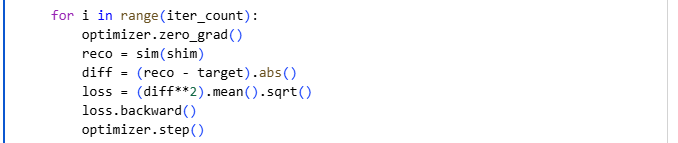 for i in range(iter_count):
    optimizer.zero_grad()
    reco = sim(shim)
    diff = (reco - target).abs()
    loss = (diff**2).mean().sqrt()
    loss.backward()
    optimizer.step()